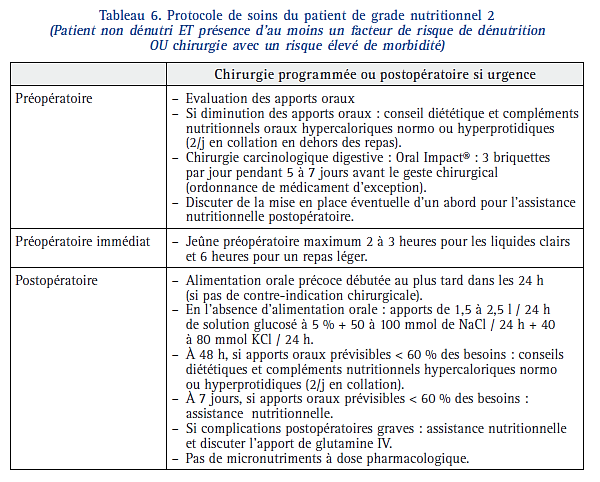 Tableau 6. Protocole de soins du patient de grade nutritionnel 2
(Patient non dénutri ET présence d'au moins un facteur de risque de dénutrition
OU chirurgie avec un risque élevé de morbidité)
Chirurgie programmée ou postopératoire si urgence
Préopératoire
– Evaluation des apports oraux
– Si diminution des apports oraux : conseil diététique et compléments
nutritionnels oraux hypercaloriques normo ou hyperprotidiques
(2/j en collation en dehors des repas).
– Chirurgie carcinologique digestive : Oral Impact® : 3 briquettes
par jour pendant 5 à 7 jours avant le geste chirurgical
(ordonnance de médicament d'exception).
– Discuter de la mise en place éventuelle d'un abord pour l'assistance
nutritionnelle postopératoire.
Préopératoire immédiat
– Jeûne préopératoire maximum 2 à 3 heures pour les liquides clairs
et 6 heures pour un repas léger.
Postopératoire
– Alimentation orale précoce débutée au plus tard dans les 24 h
(si pas de contre-indication chirurgicale).
– En l'absence d'alimentation orale : apports de 1,5 à 2,5 l / 24 h
de solution glucosé à 5 % + 50 à 100 mmol de NaCl / 24 h + 40
à 80 mmol KCl / 24 h.
– À 48 h, si apports oraux prévisibles < 60 % des besoins : conseils
diététiques et compléments nutritionnels hypercaloriques normo
ou hyperprotidiques (2/j en collation).
– À 7 jours, si apports oraux prévisibles < 60 % des besoins :
assistance nutritionnelle.
– Si complications postopératoires graves : assistance nutritionnelle
et discuter l'apport de glutamine IV.
– Pas de micronutriments à dose pharmacologique.